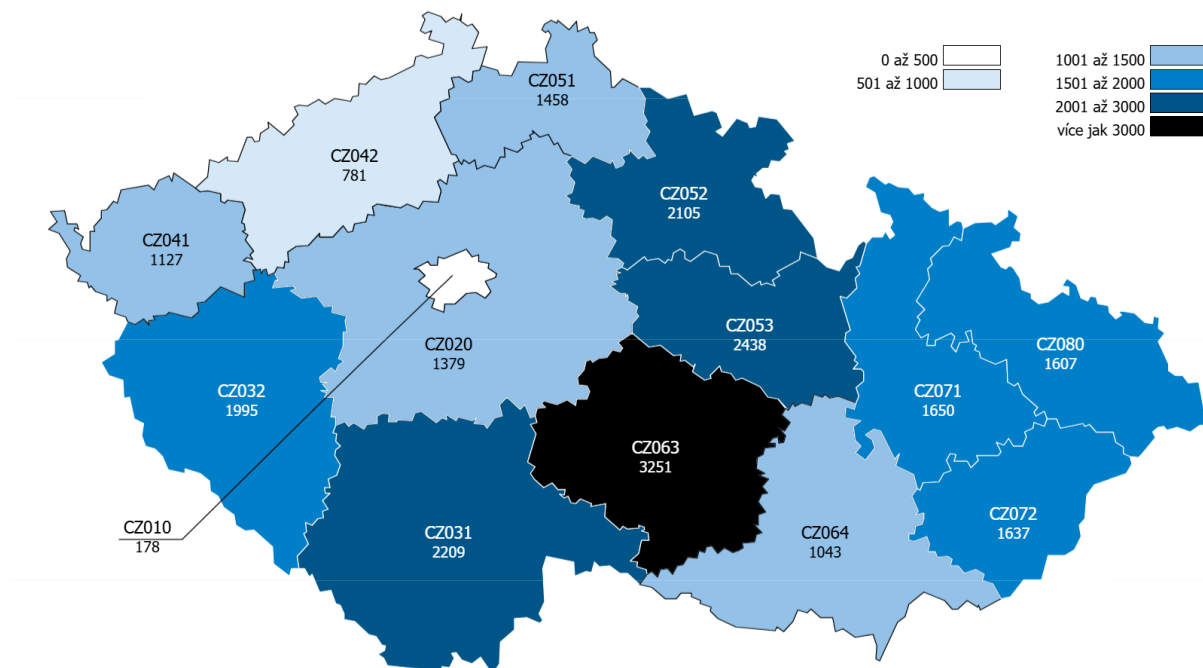 0 až 500
501 až 1000
1001 až 1500
1501 až 2000
2001 až 3000
více jak 3000
CZ051
1458
CZ042
781
CZ052
2105
CZ041
1127
CZ053
2438
CZ020
1379
CZ080
1607
CZ032
1995
CZ071
1650
CZ063
3251
CZ010
178
CZ031
2209
CZ064
1043
CZ072
1637